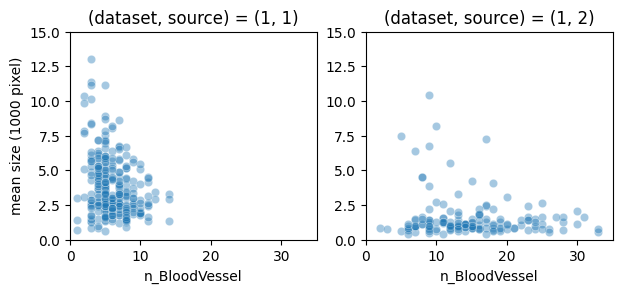 (dataset, source) = (1, 1)
(dataset, source) = (1, 2)
mean size (1000 pixel)
15.0
12.5
10.0
7.5
5.0
2.5
0.0
0 10 20 30
n_BloodVessel
15.0
12.5
10.0
7.5
5.0
2.5
0.0
0 10 20 30
n_BloodVessel